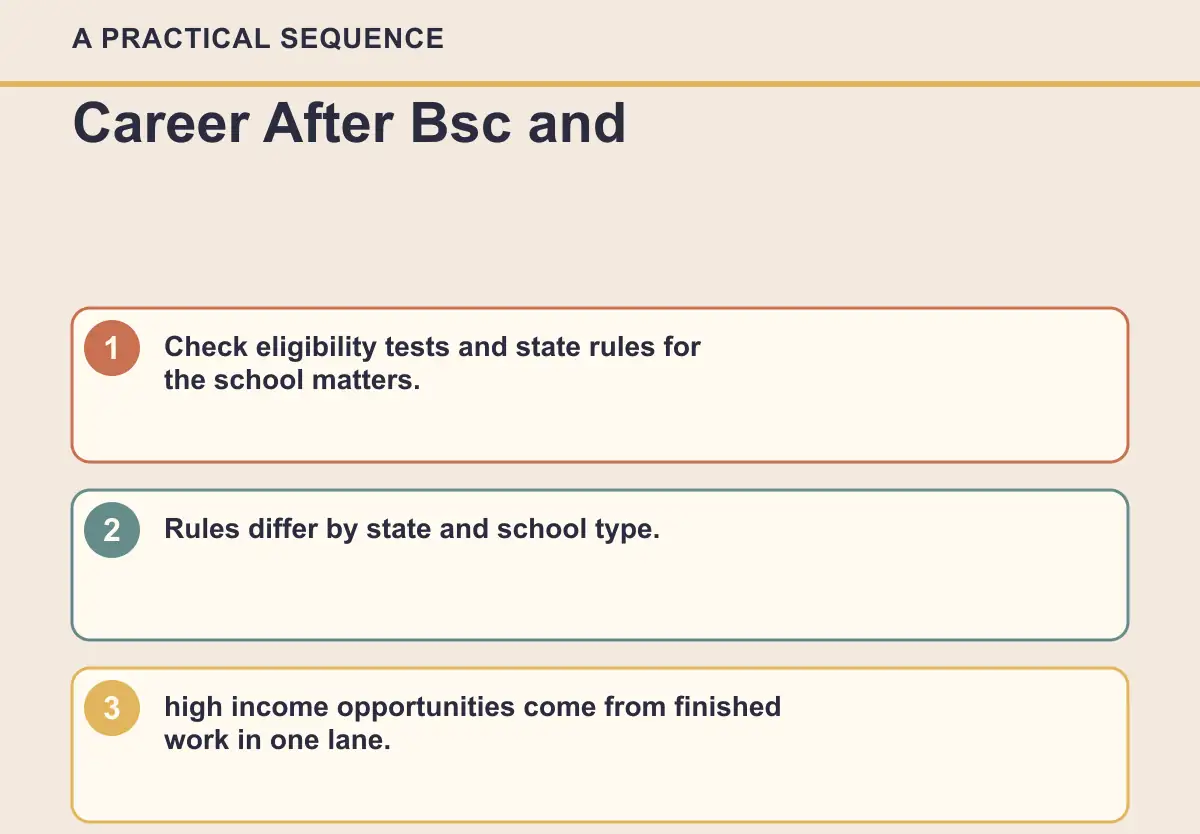 A PRACTICAL SEQUENCE
Career After Bsc and
1
Check eligibility tests and state rules for
the school matters.
2
Rules differ by state and school type.
3
high income opportunities come from finished
work in one lane.